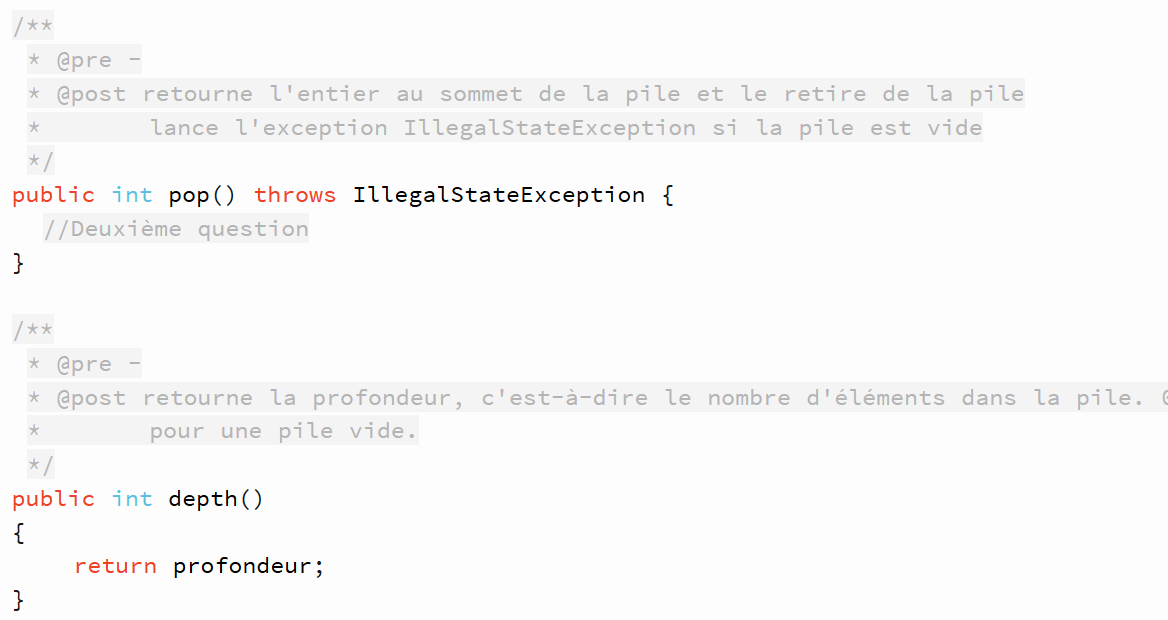 /**
* @pre -
* @post retourne l'entier au sommet de la pile et le retire de la pile
* lance l'exception IllegalStateException si la pile est vide
*/
public int pop() throws IllegalStateException {
//Deuxième question
}
/**
* @pre -
* @post retourne la profondeur, c'est-à-dire le nombre d'éléments dans la pile.
* pour une pile vide.
*/
public int depth()
{
return profondeur;
}